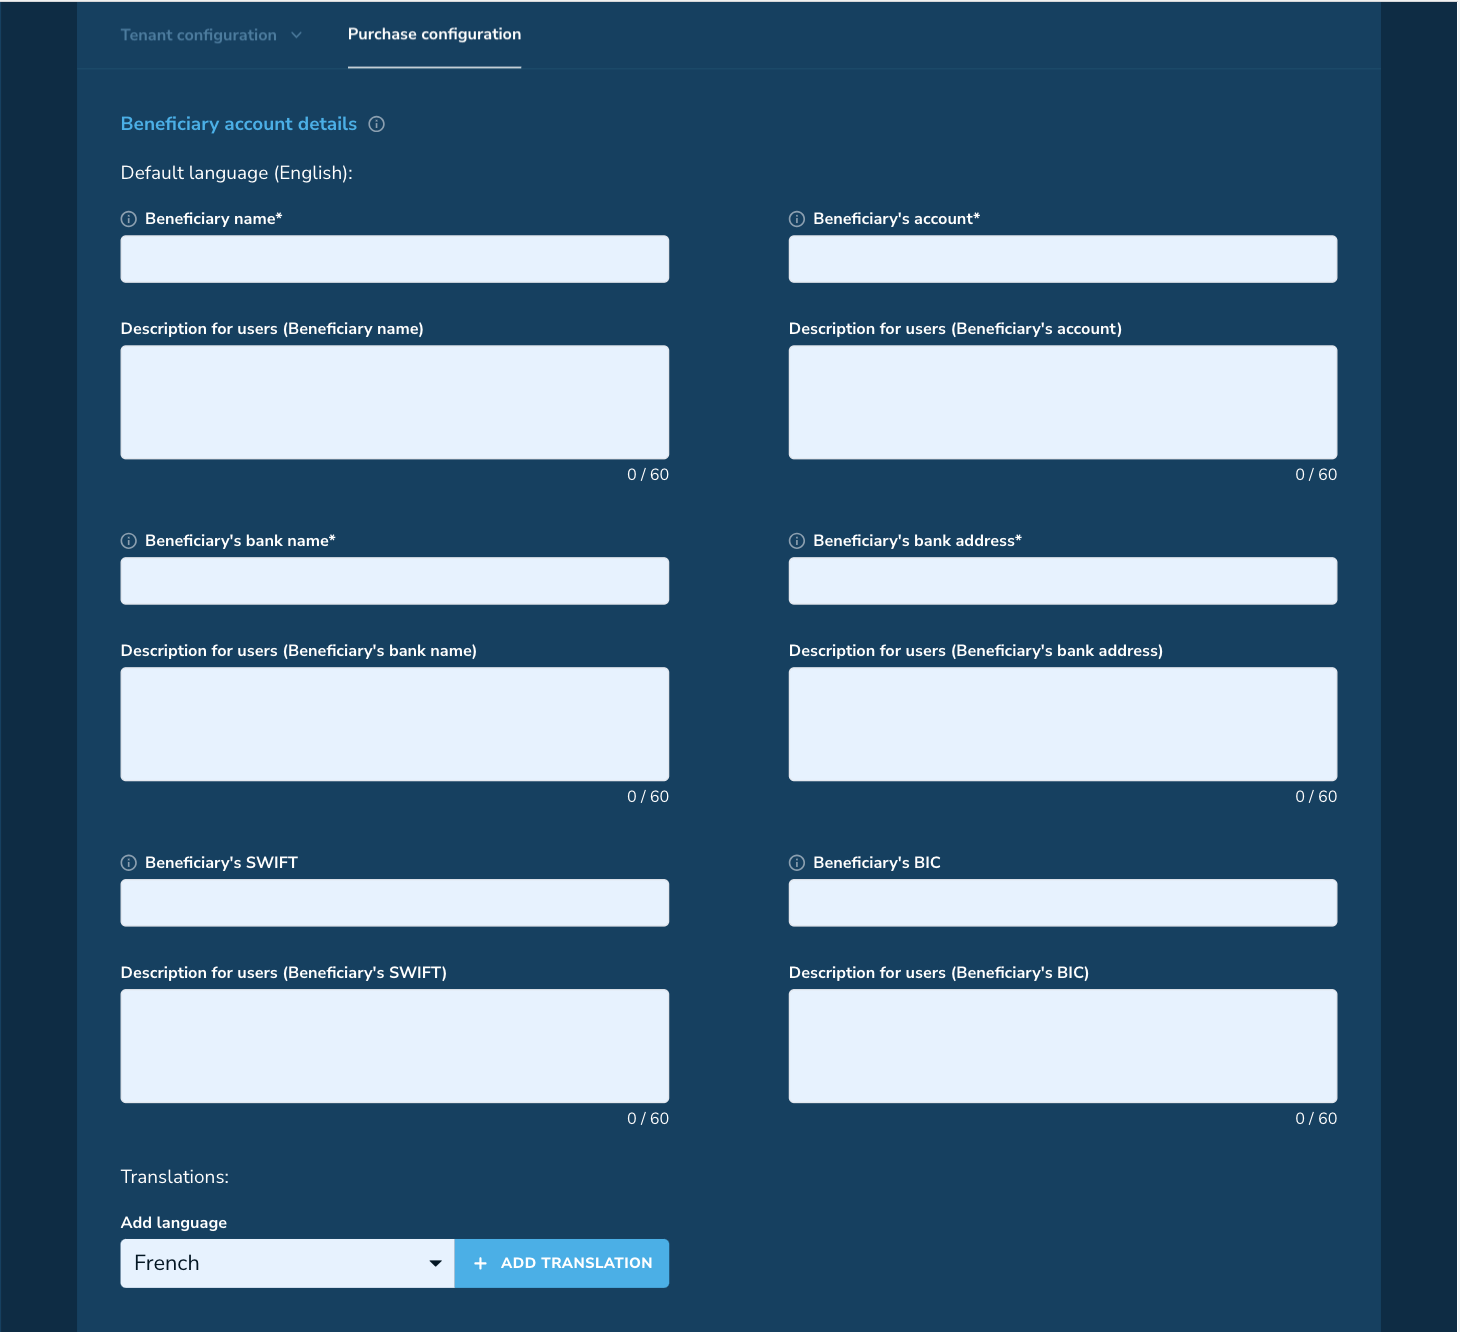 Tenant configuration
Purchase configuration
Beneficiary account details
Default language (English):
Beneficiary name*
Beneficiary's account*
Description for users (Beneficiary name)
Description for users (Beneficiary's account)
0 / 60
0 / 60
Beneficiary's bank name*
Beneficiary's bank address*
Description for users (Beneficiary's bank name)
Description for users (Beneficiary's bank address)
0 / 60
0 / 60
Beneficiary's SWIFT
Beneficiary's BIC
Description for users (Beneficiary's SWIFT)
Description for users (Beneficiary's BIC)
0 / 60
0 / 60
Translations:
Add language
French
+ ADD TRANSLATION